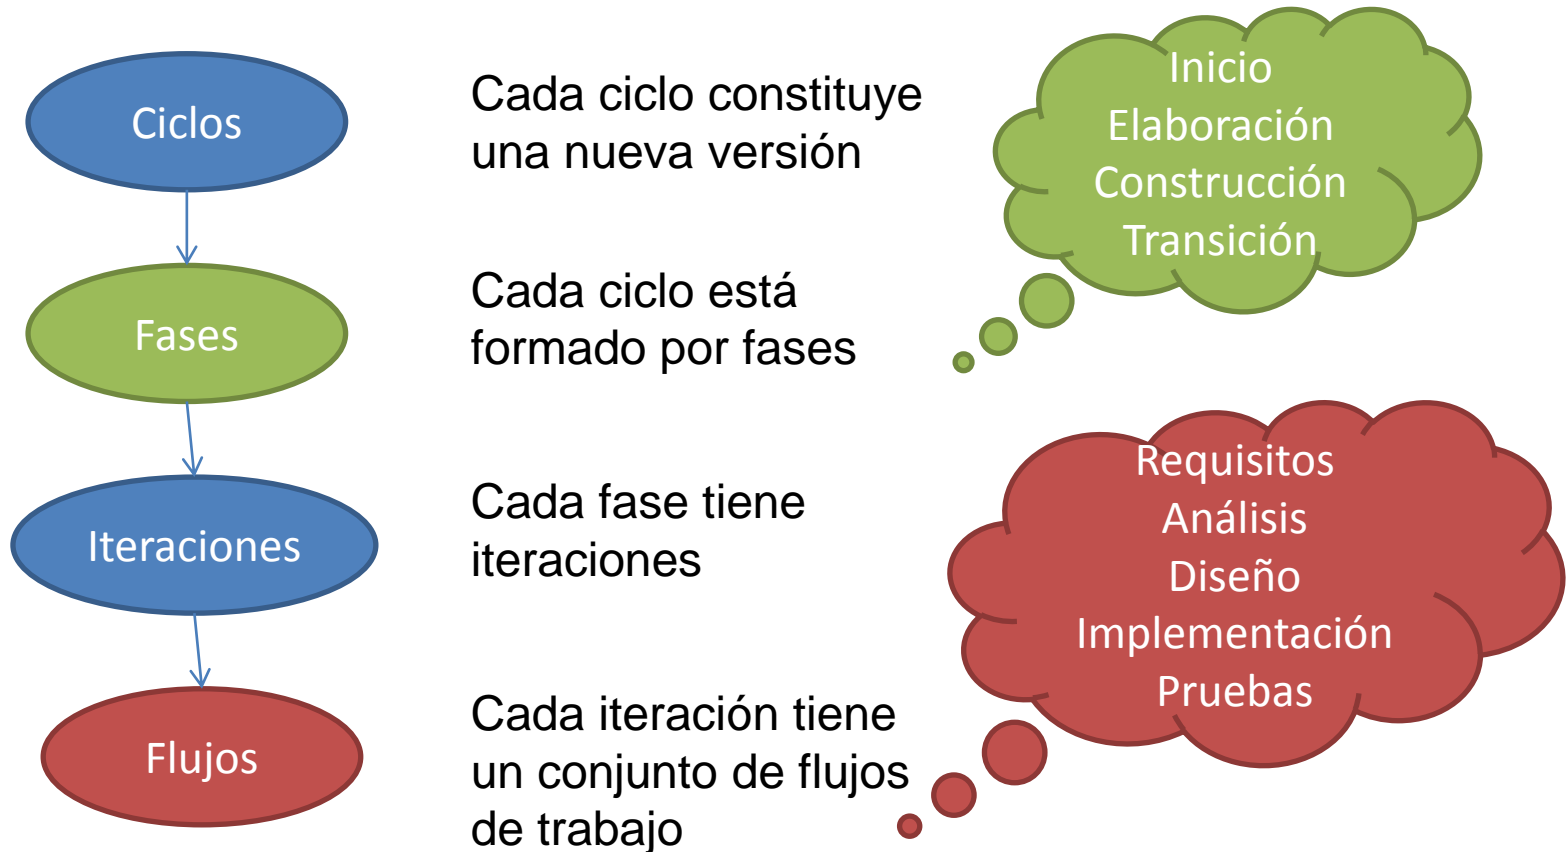 Ciclos
Cada ciclo constituye
una nueva versión
Inicio
Elaboración
Construcción
Transición
Fases
Cada ciclo está
formado por fases
Iteraciones
Cada fase tiene
iteraciones
Requisitos
Análisis
Diseño
Implementación
Pruebas
Flujos
Cada iteración tiene
un conjunto de flujos
de trabajo